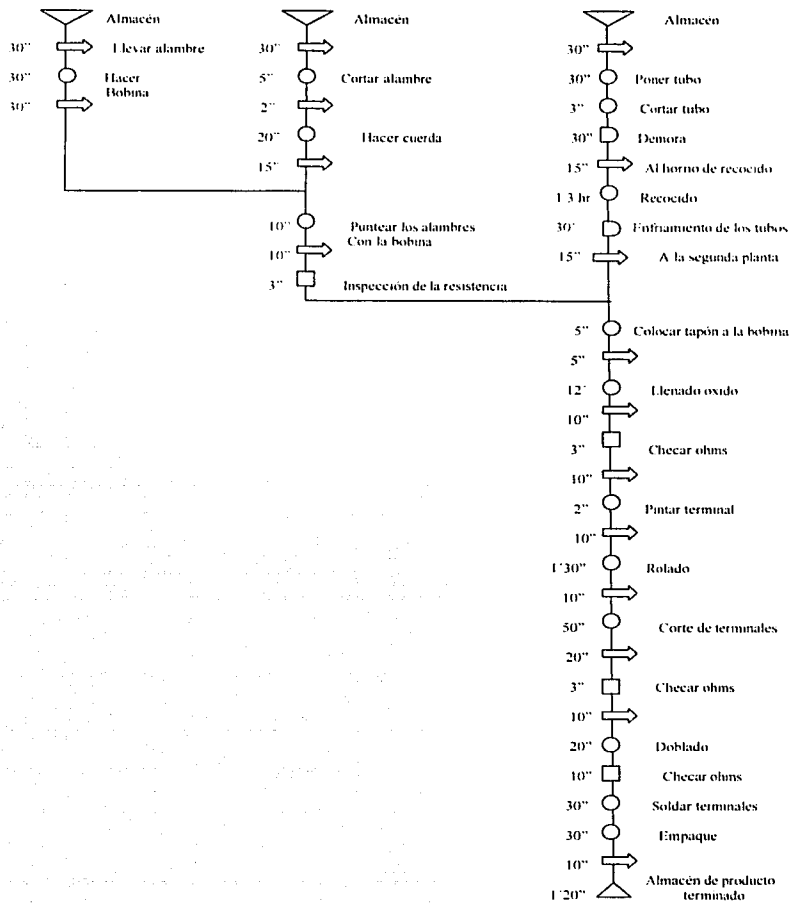 Almacén
30” Llevar alambre
30” Hacer
Bobina
30”
Almacén
30”
5” Cortar alambre
2”
20” Hacer cuerda
15”
10” Puntear los alambres
Con la bobina
10”
3” Inspección de la resistencia
Almacén
30”
30” Poner tubo
3” Cortar tubo
30” Demora
15” Al horno de recocido
1 3 hr Recocido
30' Enfriamiento de los tubos
15” A la segunda planta
5” Colocar tapón a la bobina
5”
12' Llenado oxido
10”
3” Checar ohms
10”
2” Pintar terminal
10”
1'30” Rolado
10”
50” Corte de terminales
20”
3” Checar ohms
10”
20” Doblado
10” Checar ohms
30” Soldar terminales
30” Empaque
10”
1'20” Almacén de producto
terminado